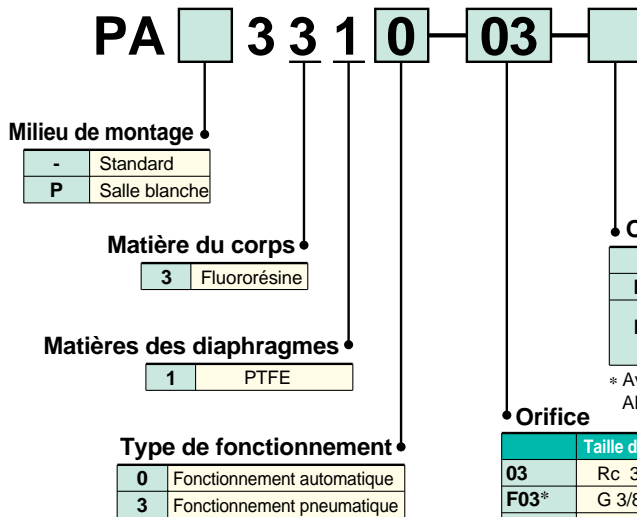 PA 3 3 1 0 - 03 -
Milieu de montage
- Standard
P Salle blanche
Matière du corps
3 Fluororésine
Matières des diaphragmes
1 PTFE
Type de fonctionnement
0 Fonctionnement automatique
3 Fonctionnement pneumatique
Orifice
Taille d
03 Rc 3
F03* G 3/8